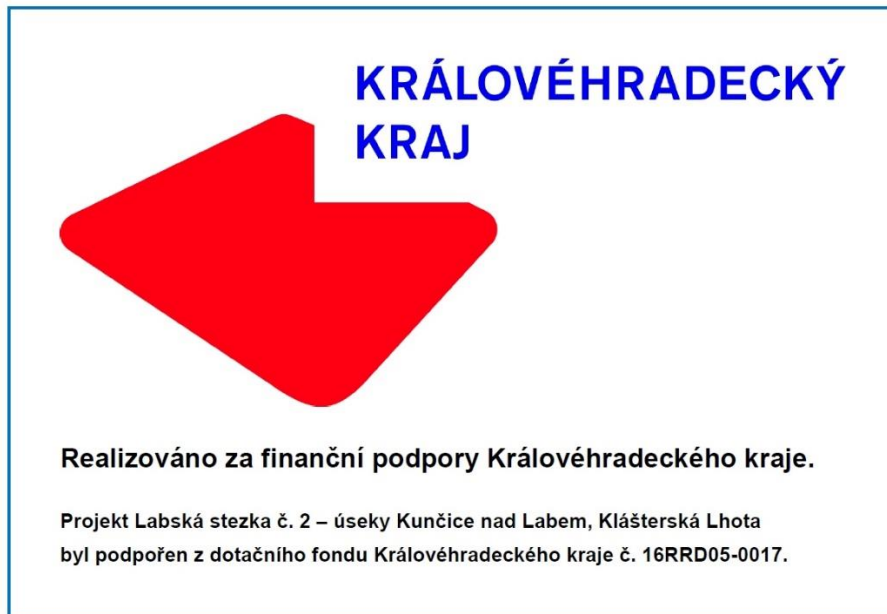 KRÁLOVÉHRADECKÝ
KRAJ
Realizováno za finanční podpory Královéhradeckého kraje.
Projekt Labská stezka č. 2 – úseky Kunčice nad Labem, Klášterská Lhota
byl podpořen z dotačního fondu Královéhradeckého kraje č. 16RRD05-0017.